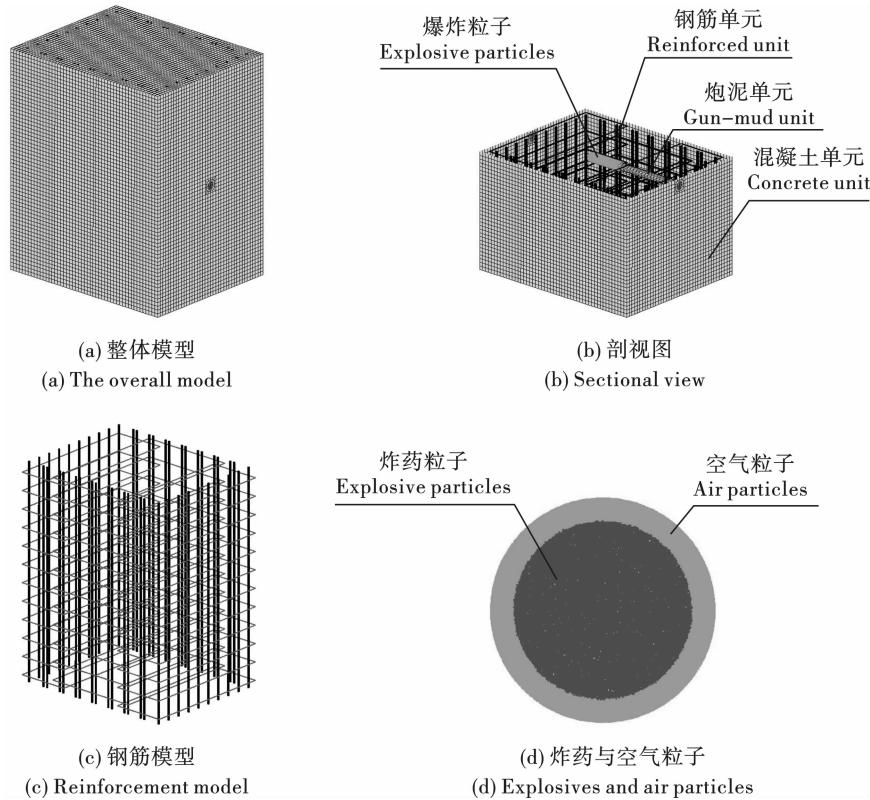 爆炸粒子
Explosive particles
钢筋单元
Reinforced unit
炮泥单元
Gun-mud unit
混凝土单元
Concrete unit
(a) 整体模型
(a) The overall model
(b) 剖视图
(b) Sectional view
炸药粒子
Explosive particles
空气粒子
Air particles
(c) 钢筋模型
(c) Reinforcement model
(d) 炸药与空气粒子
(d) Explosives and air particles